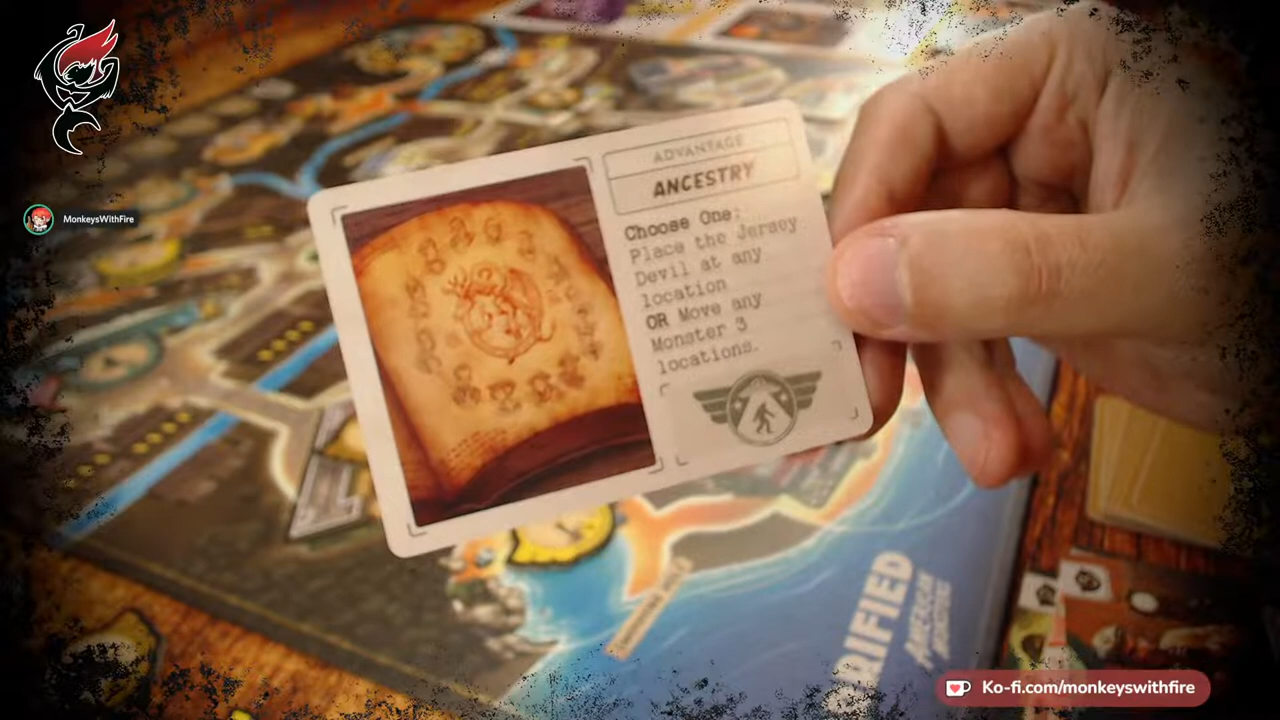 MonkeysWithFire
ADVANTAGE
ANCESTRY
Choose One:
Place the Jersey
Devil at any
location
OR Move any
Monster 3
locations.
RIFIED
AMERICAN
MONSTERS
Ko-fi.com/monkeyswithfire